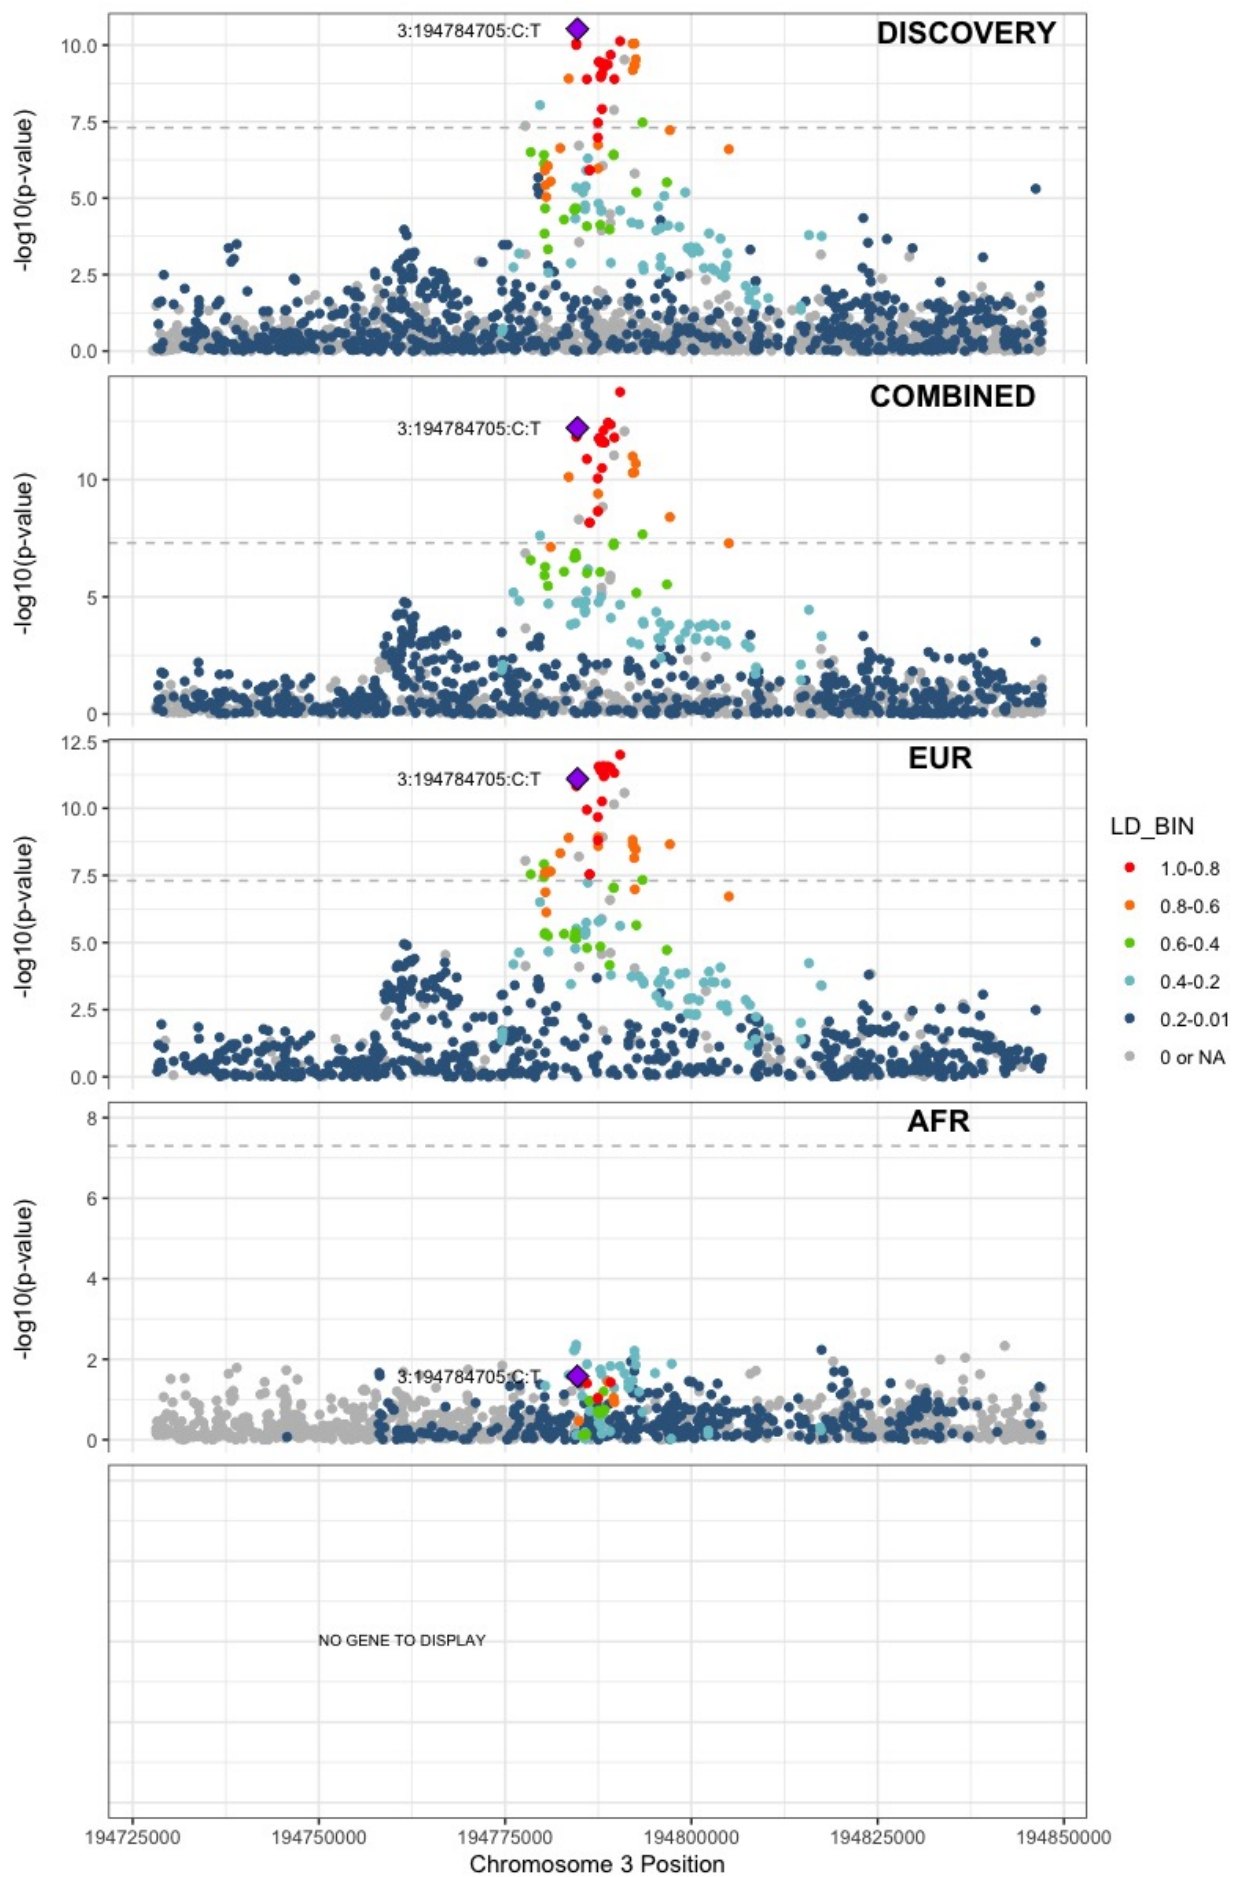 DISCOVERY
3:194784705:C:T
-log10(p-value)
10.0
7.5
5.0
2.5
0.0
COMBINED
3:194784705:C:T
-log10(p-value)
10
5
0
EUR
3:194784705:C:T
-log10(p-value)
12.5
10.0
7.5
5.0
2.5
0.0
AFR
3:194784705:C:T
-log10(p-value)
8
6
4
2
0
NO GENE TO DISPLAY
194725000 194750000 194775000 194800000 194825000 194850000
Chromosome 3 Position
LD_BIN
1.0-0.8
0.8-0.6
0.6-0.4
0.4-0.2
0.2-0.01
0 or NA